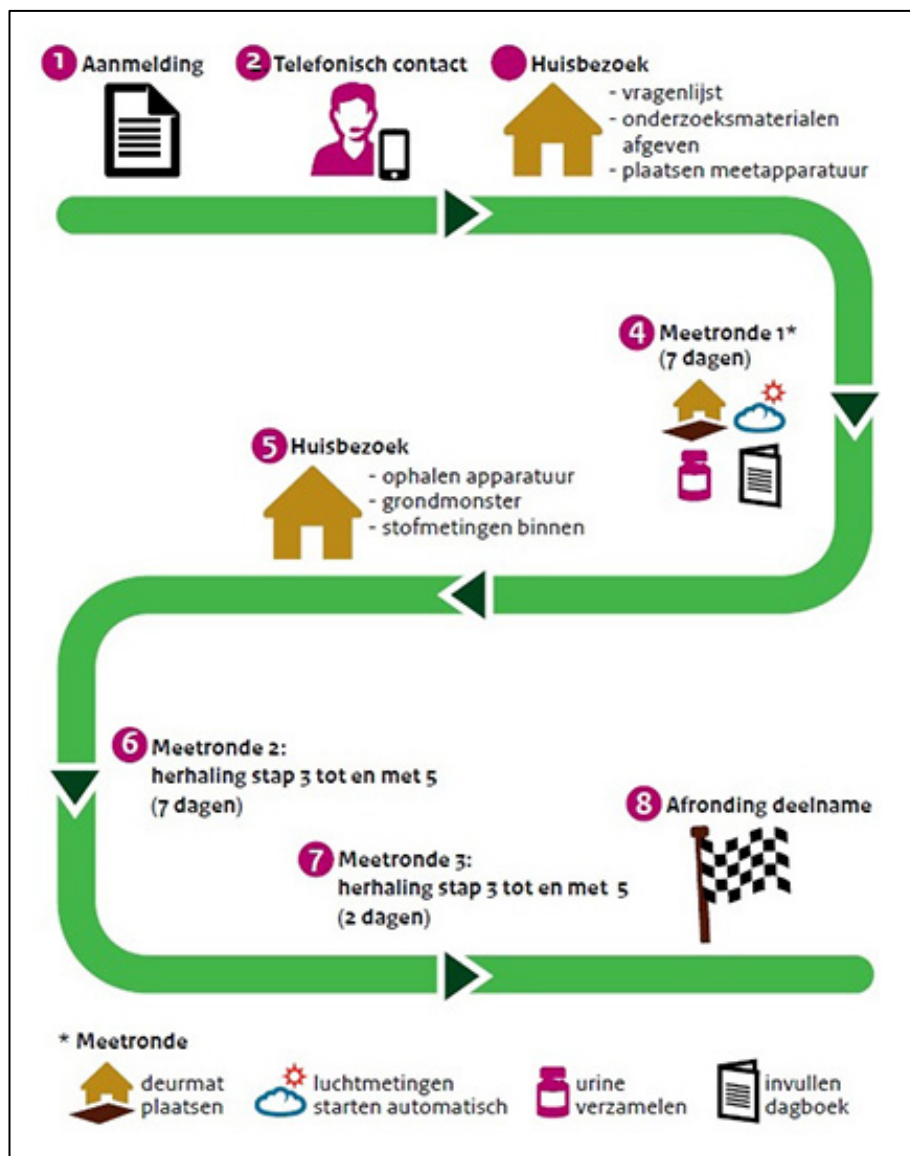 1 Aanmelding
2 Telefonisch contact
Huisbezoek
- vragenlijst
- onderzoeksmaterialen
afgeven
- plaatsen meetapparatuur
4 Meetronde 1*
(7 dagen)
5 Huisbezoek
- ophalen apparatuur
- grondmonster
- stofmetingen binnen
6 Meetronde 2:
herhaling stap 3 tot en met 5
(7 dagen)
7 Meetronde 3:
herhaling stap 3 tot en met 5
(2 dagen)
8 Afronding deelname
* Meetronde
deurmat
plaatsen
luchtmetingen
starten automatisch
urine
verzamelen
invullen
dagboek